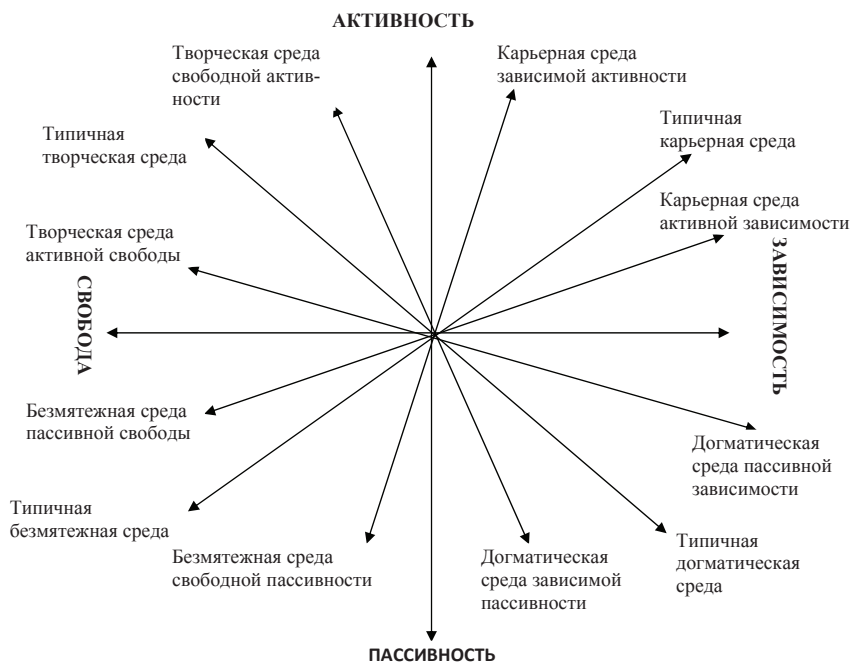 АКТИВНОСТЬ
Творческая среда
свободной актив-
ности
Карьерная среда
зависимой активности
Типичная
творческая среда
Типичная
карьерная среда
Творческая среда
активной свободы
Карьерная среда
активной зависимости
СВОБОДА
ЗАВИСИМОСТЬ
Безмятежная среда
пассивной свободы
Догматическая
среда пассивной
зависимости
Типичная
безмятежная среда
Безмятежная среда
свободной пассивности
Догматическая
среда зависимой
пассивности
Типичная
догматическая
среда
ПАССИВНОСТЬ